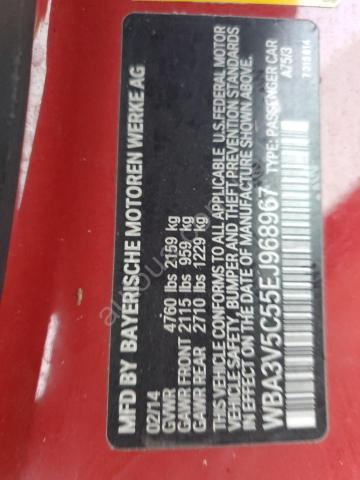 MFD BY BAYERISCHE MOTOREN WERKE AG
02/14
GVWR 4760 lbs 2159 kg
GAWR FRONT 2115 lbs 959 kg
GAWR REAR 2710 lbs 1229 kg
THIS VEHICLE CONFORMS TO ALL APPLICABLE U.S.FEDERAL MOTOR
VEHICLE SAFETY, BUMPER AND THEFT PREVENTION STANDARDS
IN EFFECT ON THE DATE OF MANUFACTURE SHOWN ABOVE.
WBA3V5C55EJ968967 TYPE: PASSENGER CAR
A75/3